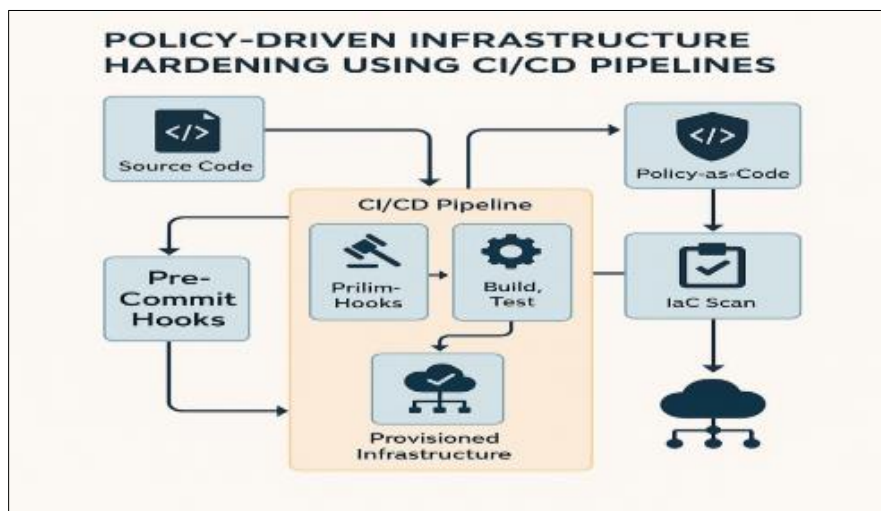 POLICY-DRIVEN INFRASTRUCTURE
HARDENING USING CI/CD PIPELINES
</>
Source Code
</>
Policy-as-Code
CI/CD Pipeline
Pre-
Commit
Hooks
Prilim-
Hooks
Build,
Test
IaC Scan
Provisioned
Infrastructure